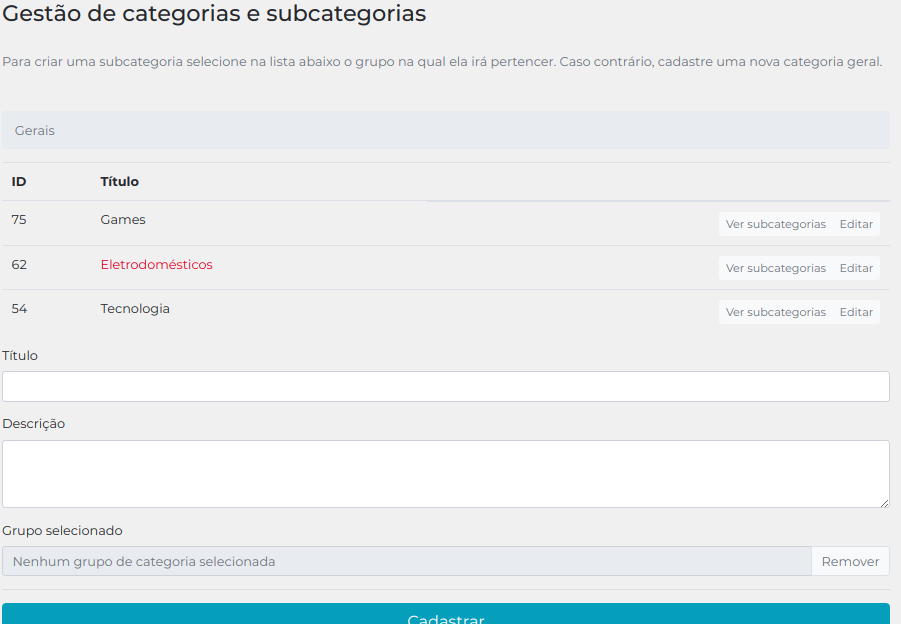 Gestão de categorias e subcategorias
Para criar uma subcategoria selecione na lista abaixo o grupo na qual ela irá pertencer. Caso contrário, cadastre uma nova categoria geral.
Gerais
ID Título
75 Games Ver subcategorias Editar
62 Eletrodomésticos Ver subcategorias Editar
54 Tecnologia Ver subcategorias Editar
Título
Descrição
Grupo selecionado
Nenhum grupo de categoria selecionada Remover
Cadastrar